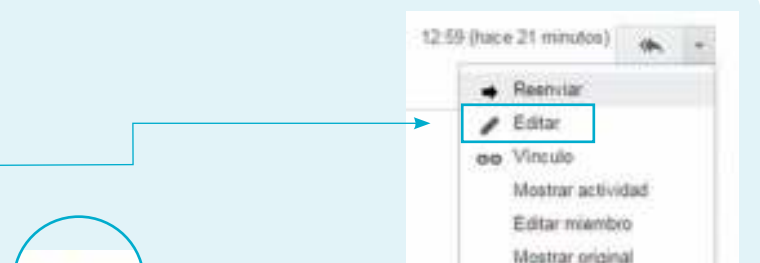 12:59 (hace 21 minutos)
Reenviar
Editar
Vínculo
Mostrar actividad
Editar miembro
Mostrar original